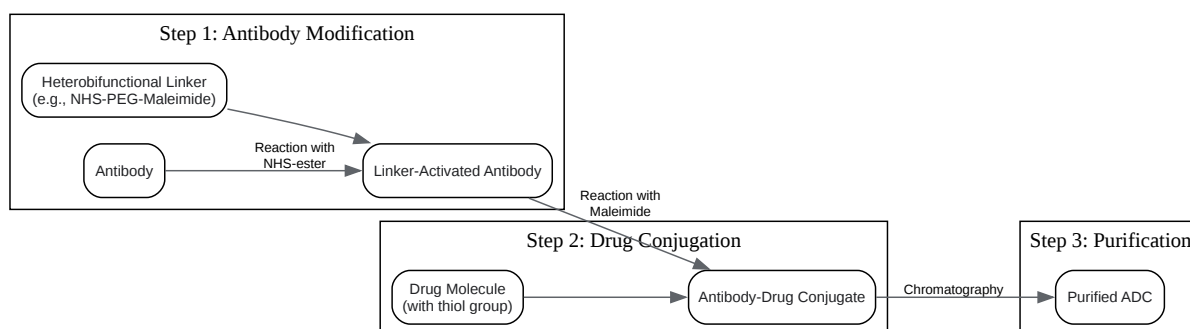 Step 1: Antibody Modification
Heterobifunctional Linker
(e.g., NHS-PEG-Maleimide)
Antibody
Reaction with
NHS-ester
Linker-Activated Antibody
Reaction with
Maleimide
Step 2: Drug Conjugation
Drug Molecule
(with thiol group)
Antibody-Drug Conjugate
Chromatography
Step 3: Purification
Purified ADC